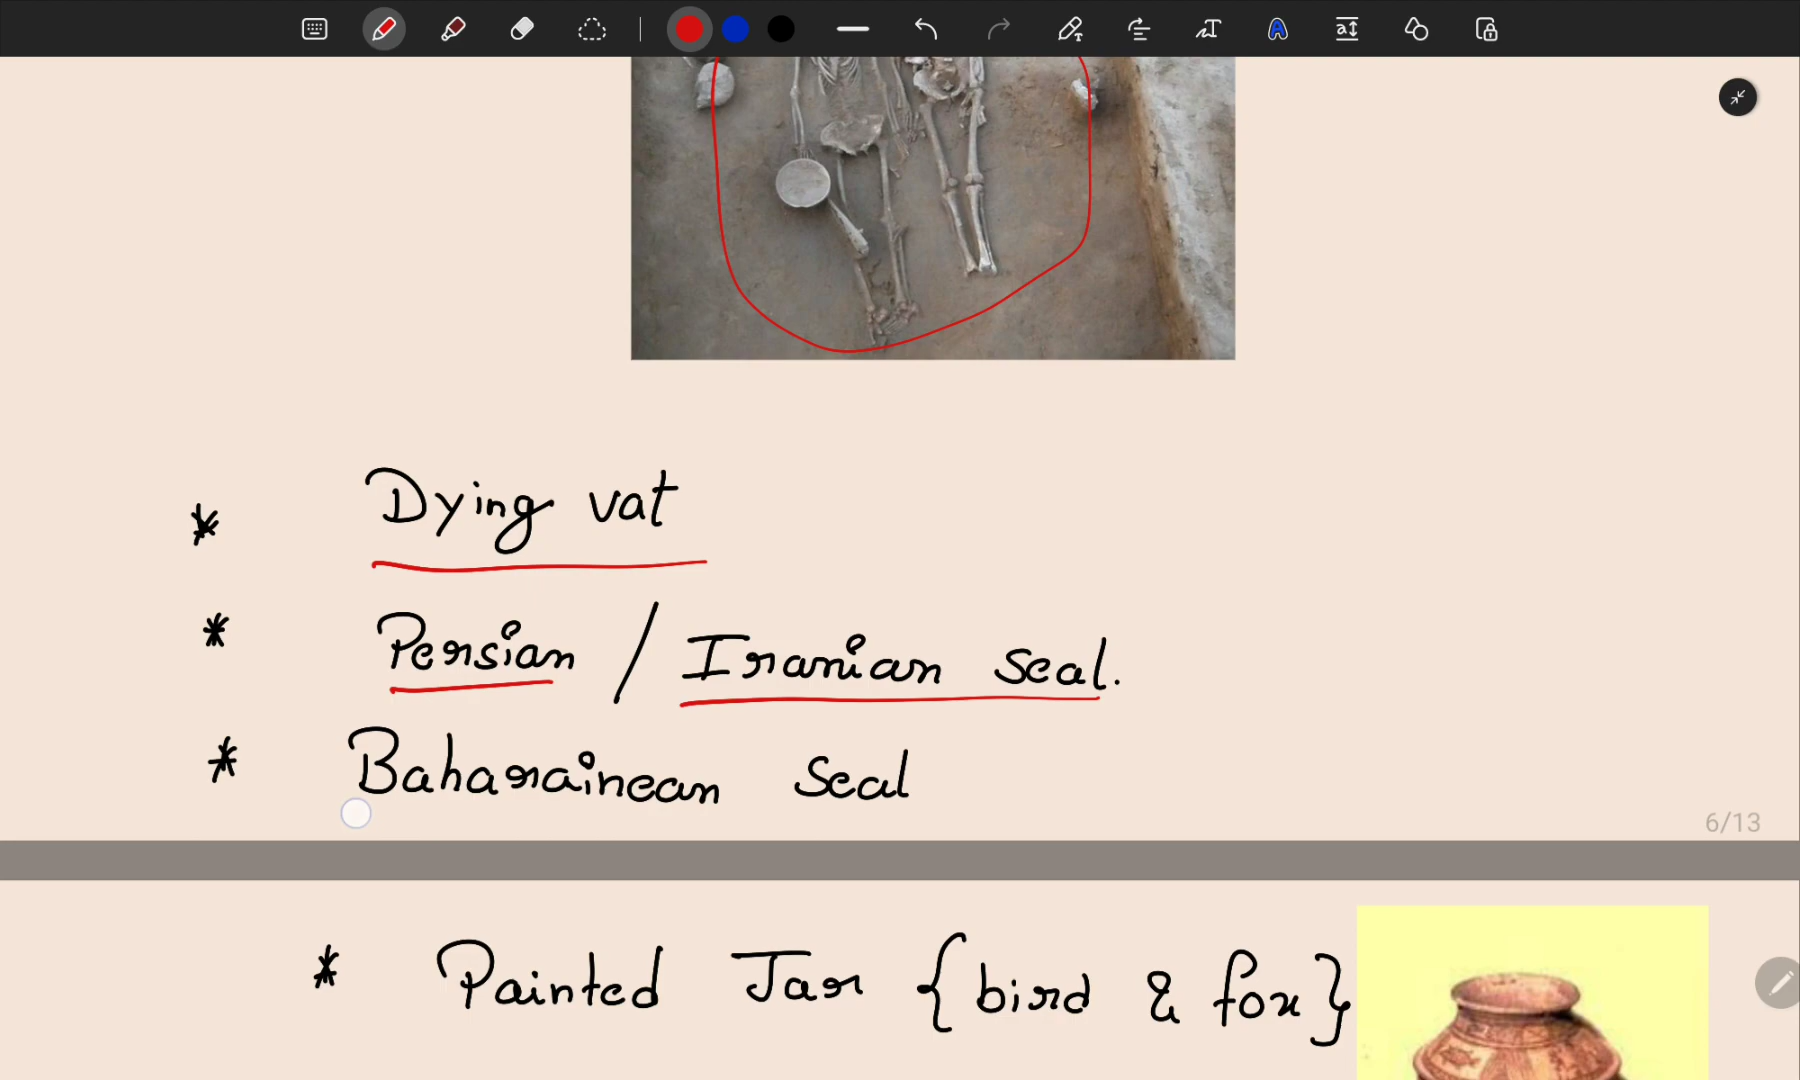 * Dying vat
* Persian / Iranian seal.
* Baharainean seal
6/13
* Painted Jar {bird & fox}